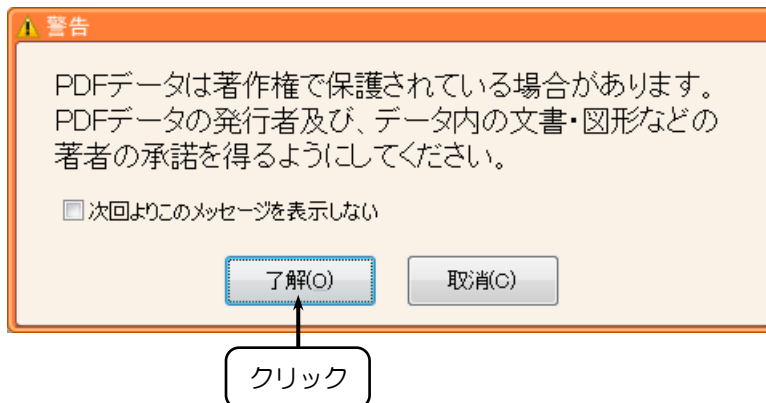 警告
PDFデータは著作権で保護されている場合があります。
PDFデータの発行者及び、データ内の文書・図形などの
著者の承諾を得るようにしてください。
次回よりこのメッセージを表示しない
了解(O) 取消(C)
クリック